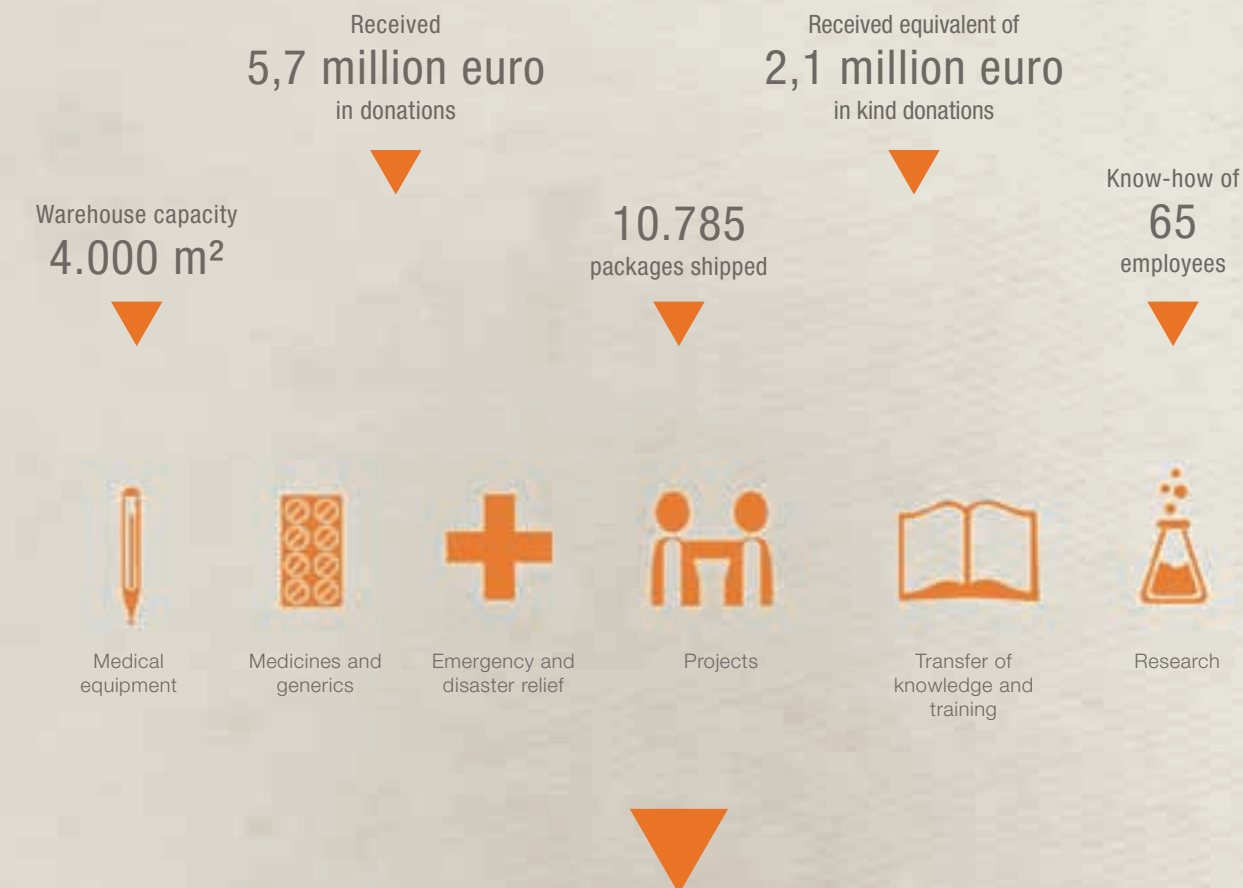 Received
5,7 million euro
in donations
Received equivalent of
2,1 million euro
in kind donations
Warehouse capacity
4.000 m²
10.785
packages shipped
Know-how of
65
employees
Medical
equipment
Medicines and
generics
Emergency and
disaster relief
Projects
Transfer of
knowledge and
training
Research